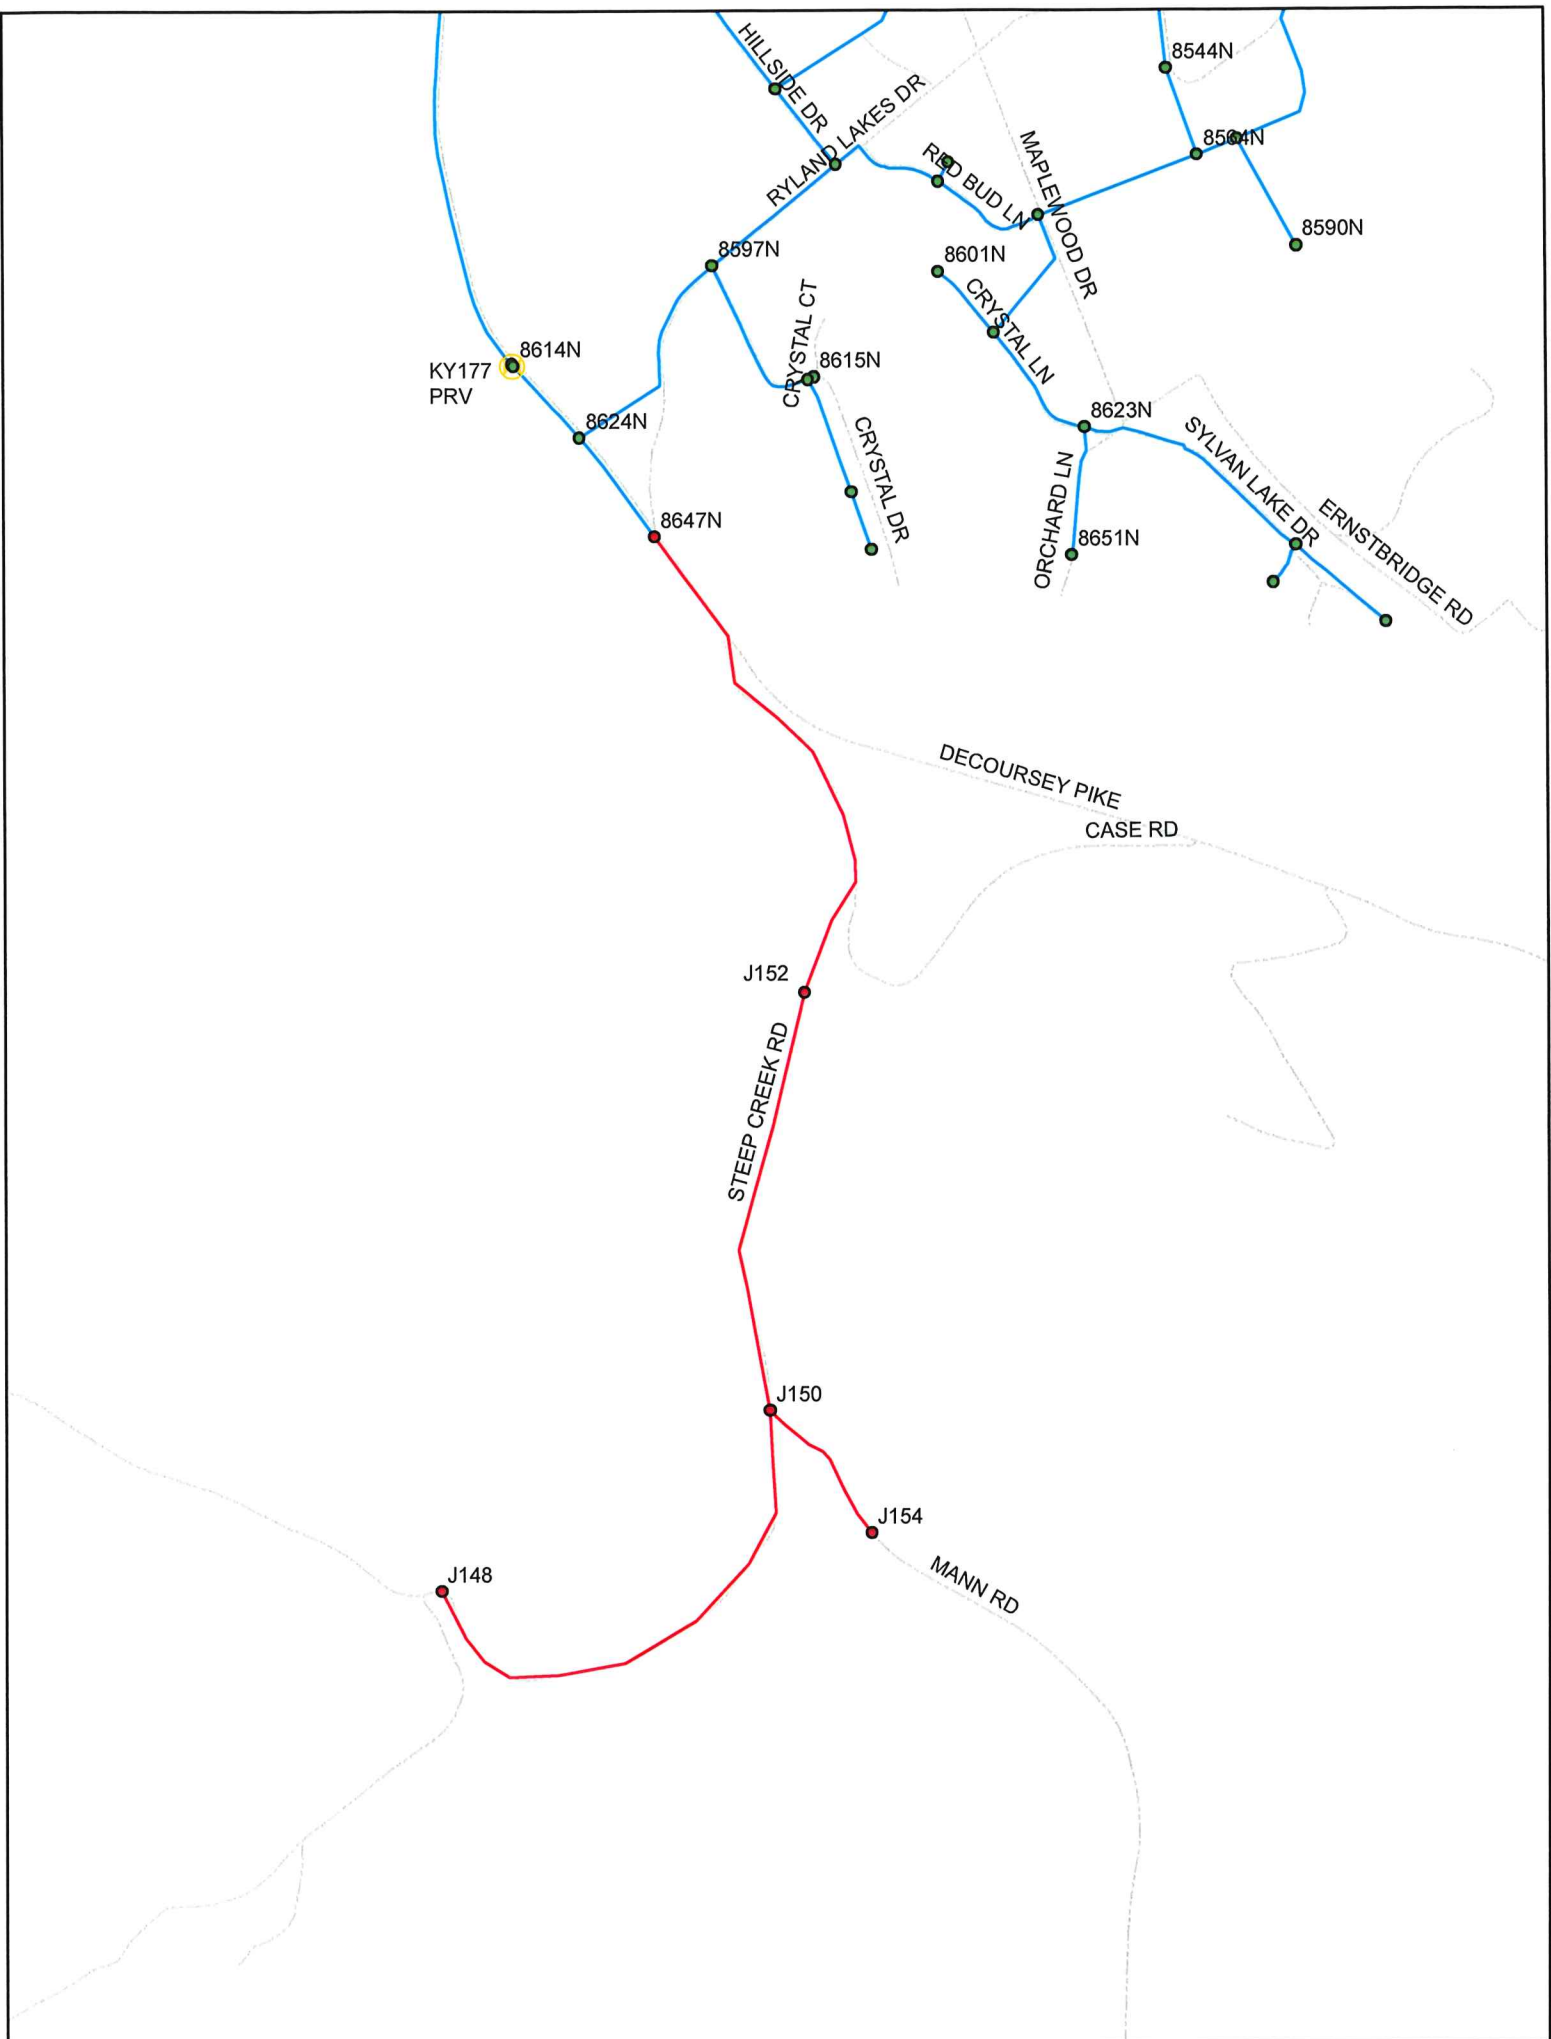 8544N
HILLSIDE DR
RYLAND LAKES DR
8564N
MAPLEWOOD DR
RED BUD LN
8590N
8597N
8601N
CRYSTAL CT
CRYSTAL LN
8614N
KY177
PRV
8615N
8624N
8623N
CRYSTAL DR
SYLVAN LAKE DR
ORCHARD LN
ERNSTBRIDGE RD
8647N
8651N
DECOURSEY PIKE
CASE RD
J152
STEEP CREEK RD
J150
J154
MANN RD
J148